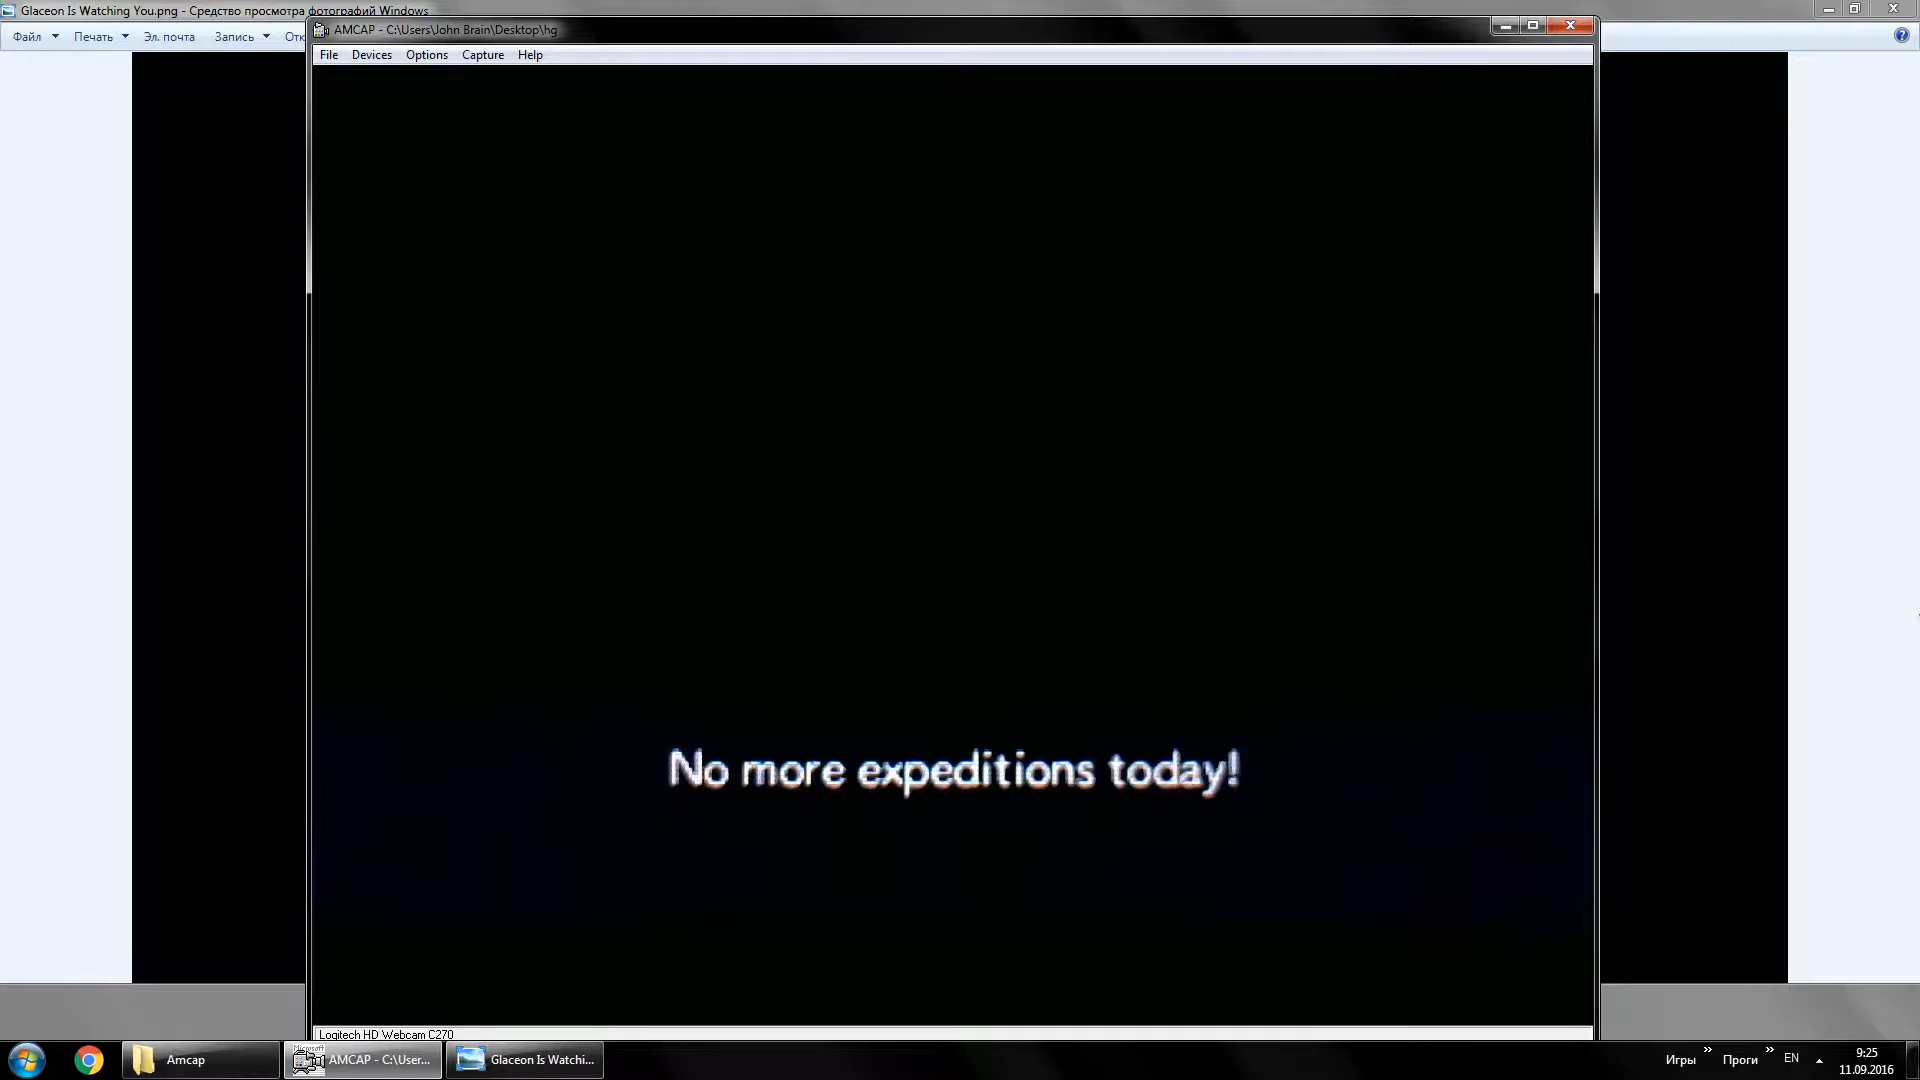 Glaceon Is Watching You.png - Средство просмотра фотографий Windows
Файл Печать Эл. почта Запись Отк
AMCAP - C:\Users\John Brain\Desktop\hg
File Devices Options Capture Help
No more expeditions today!
Logitech HD Webcam C270
Amcap
Microsoft
AMCAP - C:\User...
Glaceon Is Watchi...
Игры »
Проги »
EN
9:25
11.09.2016